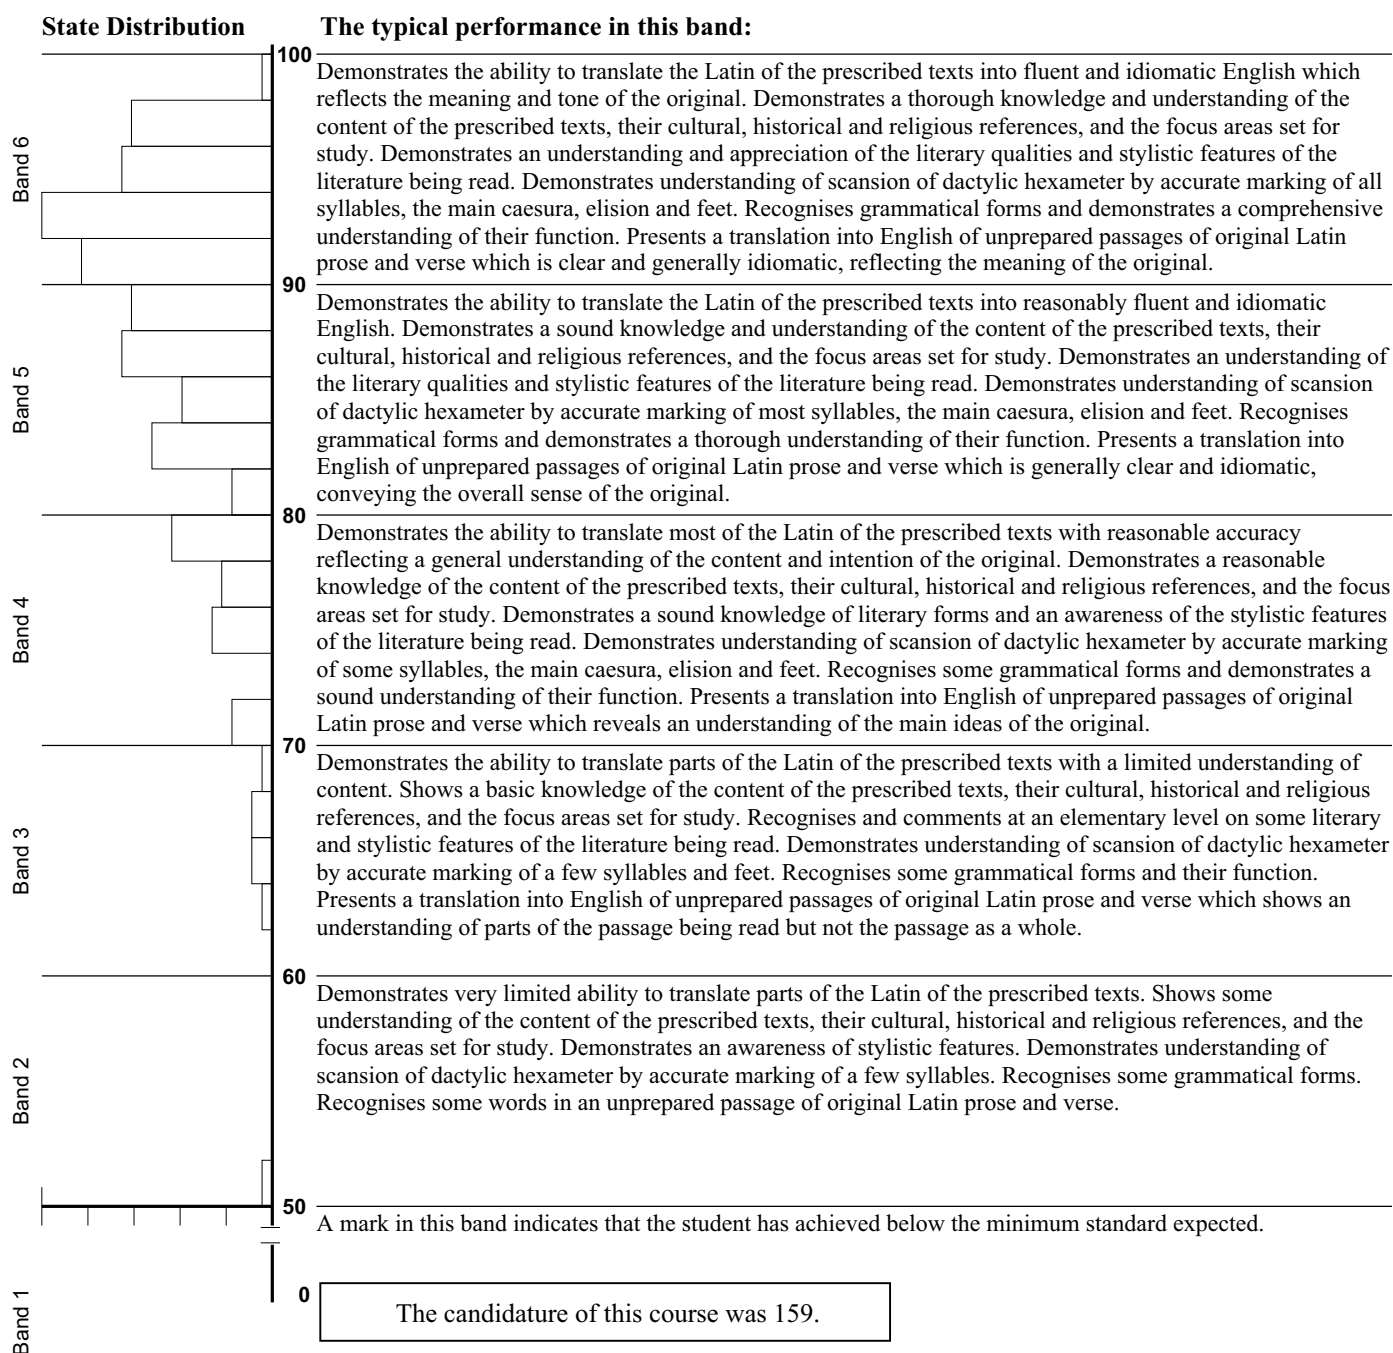 State Distribution
The typical performance in this band:
100
Band 6
Demonstrates the ability to translate the Latin of the prescribed texts into fluent and idiomatic English which
reflects the meaning and tone of the original. Demonstrates a thorough knowledge and understanding of the
content of the prescribed texts, their cultural, historical and religious references, and the focus areas set for
study. Demonstrates an understanding and appreciation of the literary qualities and stylistic features of the
literature being read. Demonstrates understanding of scansion of dactylic hexameter by accurate marking of all
syllables, the main caesura, elision and feet. Recognises grammatical forms and demonstrates a comprehensive
understanding of their function. Presents a translation into English of unprepared passages of original Latin
prose and verse which is clear and generally idiomatic, reflecting the meaning of the original.
90
Band 5
Demonstrates the ability to translate the Latin of the prescribed texts into reasonably fluent and idiomatic
English. Demonstrates a sound knowledge and understanding of the content of the prescribed texts, their
cultural, historical and religious references, and the focus areas set for study. Demonstrates an understanding of
the literary qualities and stylistic features of the literature being read. Demonstrates understanding of scansion
of dactylic hexameter by accurate marking of most syllables, the main caesura, elision and feet. Recognises
grammatical forms and demonstrates a thorough understanding of their function. Presents a translation into
English of unprepared passages of original Latin prose and verse which is generally clear and idiomatic,
conveying the overall sense of the original.
80
Band 4
Demonstrates the ability to translate most of the Latin of the prescribed texts with reasonable accuracy
reflecting a general understanding of the content and intention of the original. Demonstrates a reasonable
knowledge of the content of the prescribed texts, their cultural, historical and religious references, and the focus
areas set for study. Demonstrates a sound knowledge of literary forms and an awareness of the stylistic features
of the literature being read. Demonstrates understanding of scansion of dactylic hexameter by accurate marking
of some syllables, the main caesura, elision and feet. Recognises some grammatical forms and demonstrates a
sound understanding of their function. Presents a translation into English of unprepared passages of original
Latin prose and verse which reveals an understanding of the main ideas of the original.
70
Band 3
Demonstrates the ability to translate parts of the Latin of the prescribed texts with a limited understanding of
content. Shows a basic knowledge of the content of the prescribed texts, their cultural, historical and religious
references, and the focus areas set for study. Recognises and comments at an elementary level on some literary
and stylistic features of the literature being read. Demonstrates understanding of scansion of dactylic hexameter
by accurate marking of a few syllables and feet. Recognises some grammatical forms and their function.
Presents a translation into English of unprepared passages of original Latin prose and verse which shows an
understanding of parts of the passage being read but not the passage as a whole.
60
Band 2
Demonstrates very limited ability to translate parts of the Latin of the prescribed texts. Shows some
understanding of the content of the prescribed texts, their cultural, historical and religious references, and the
focus areas set for study. Demonstrates an awareness of stylistic features. Demonstrates understanding of
scansion of dactylic hexameter by accurate marking of a few syllables. Recognises some grammatical forms.
Recognises some words in an unprepared passage of original Latin prose and verse.
50
A mark in this band indicates that the student has achieved below the minimum standard expected.
0
Band 1
The candidature of this course was 159.